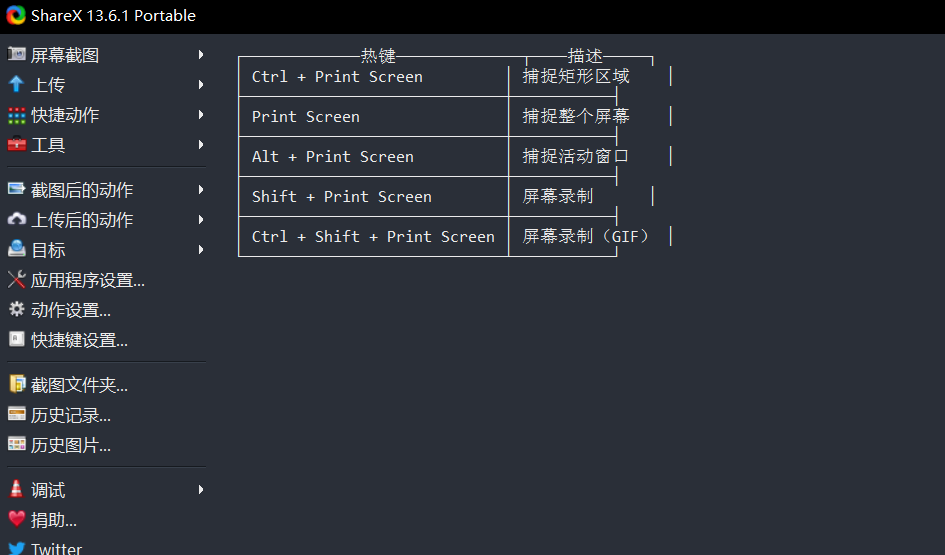 ShareX 13.6.1 Portable
屏幕截图
上传
快捷动作
工具
截图后的动作
上传后的动作
目标
应用程序设置...
动作设置...
快捷键设置...
截图文件夹...
历史记录...
历史图片...
调试
捐助...
Twitter
热键 描述
Ctrl + Print Screen 捕捉矩形区域
Print Screen 捕捉整个屏幕
Alt + Print Screen 捕捉活动窗口
Shift + Print Screen 屏幕录制
Ctrl + Shift + Print Screen 屏幕录制（GIF）